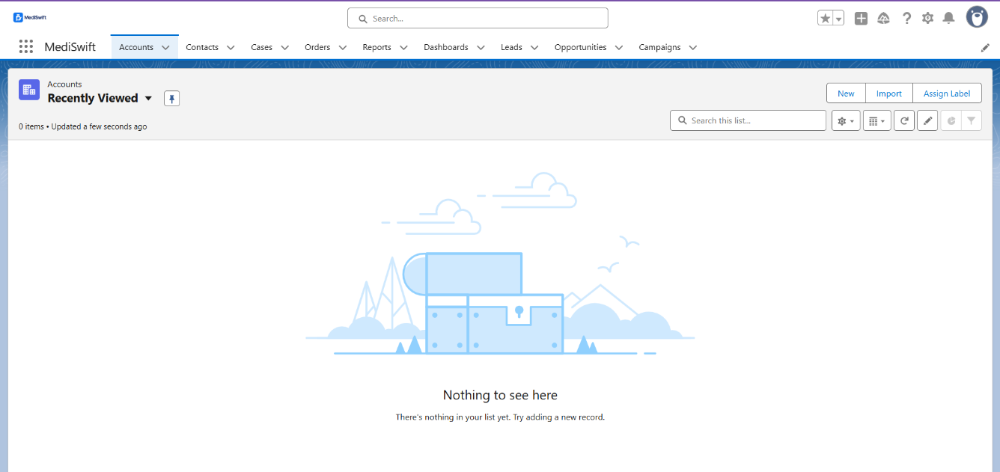 MediSwift
Search...
MediSwift
Accounts
Contacts
Cases
Orders
Reports
Dashboards
Leads
Opportunities
Campaigns
Accounts
Recently Viewed
New
Import
Assign Label
0 items • Updated a few seconds ago
Search this list...
Nothing to see here
There's nothing in your list yet. Try adding a new record.